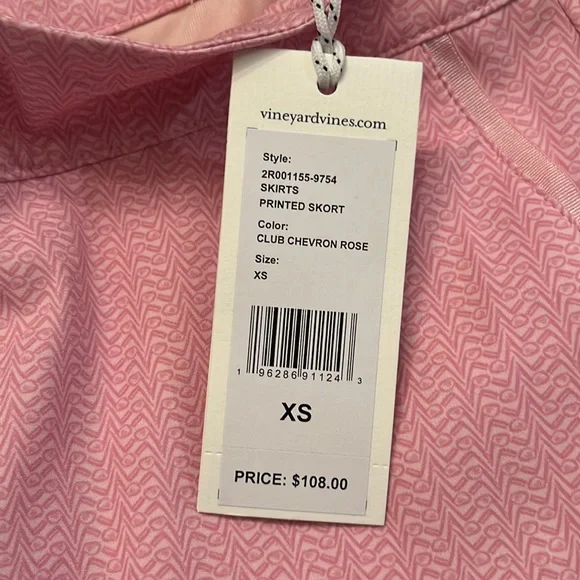 vineyardvines.com
Style:
2R001155-9754
SKIRTS
PRINTED SKORT
Color:
CLUB CHEVRON ROSE
Size:
XS
1 96286 91124 3
XS
PRICE: $108.00